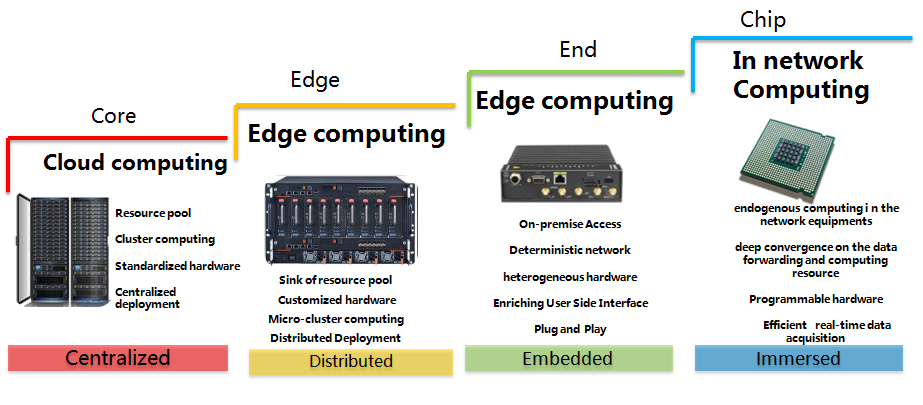 Core
Cloud computing
Resource pool
Cluster computing
Standardized hardware
Centralized
deployment
Centralized
Edge
Edge computing
Sink of resource pool
Customized hardware
Micro-cluster computing
Distributed Deployment
Distributed
End
Edge computing
On-premise Access
Deterministic network
heterogeneous hardware
Enriching User Side Interface
Plug and Play
Embedded
Chip
In network
Computing
endogenous computing i n the
network equipments
deep convergence on the data
forwarding and computing
resource
Programmable hardware
Efficient real-time data
acquisition
Immersed